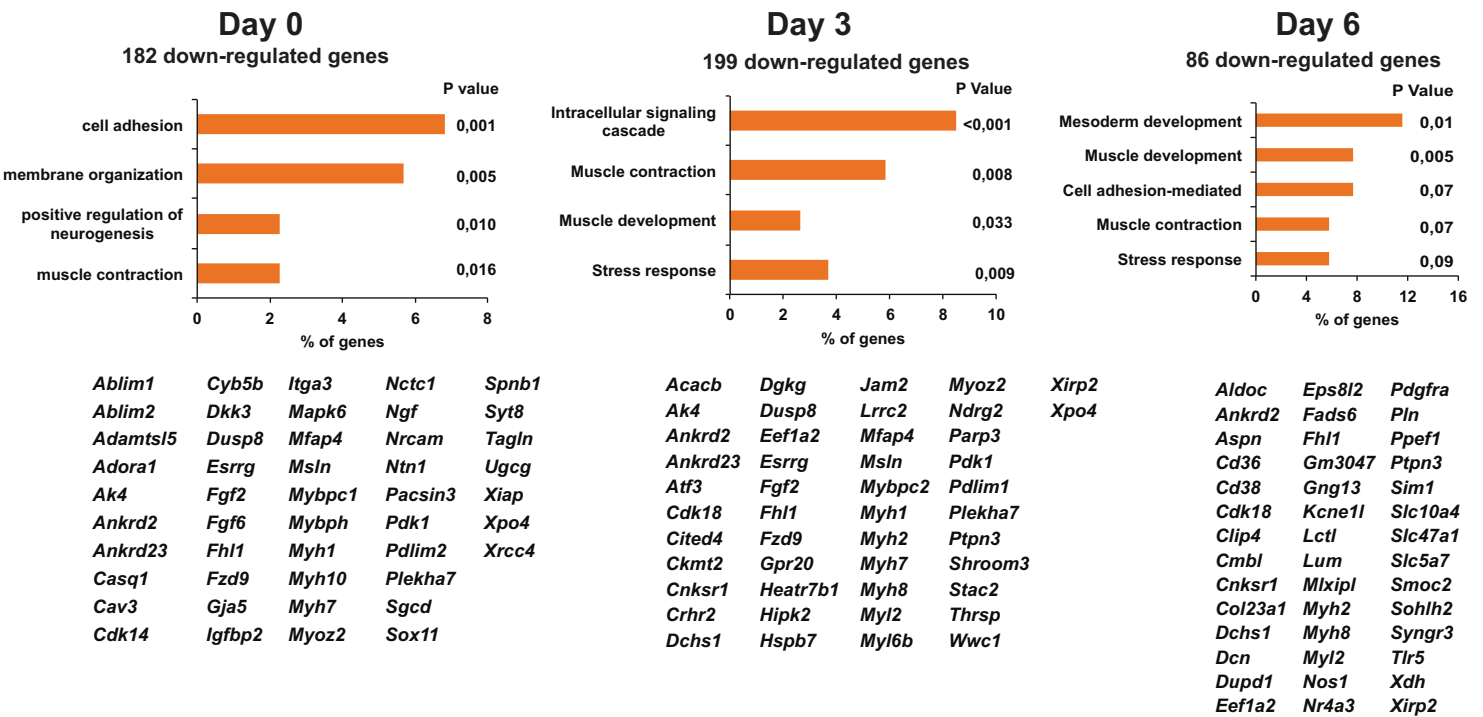 Day 0
182 down-regulated genes
P value
cell adhesion 0,001
membrane organization 0,005
positive regulation of
neurogenesis 0,010
muscle contraction 0,016
0 2 4 6 8
% of genes
Ablim1 Cyb5b Itga3 Nctc1 Spnb1
Ablim2 Dkk3 Mapk6 Ngf Syt8
Adamtsl5 Dusp8 Mfap4 Nrcam Tagln
Adora1 Esrrg Msln Ntn1 Ugcg
Ak4 Fgf2 Mybpc1 Pacsin3 Xiap
Ankrd2 Fgf6 Mybph Pdk1 Xpo4
Ankrd23 Fhl1 Myh1 Pdlim2 Xrcc4
Casq1 Fzd9 Myh10 Plekha7
Cav3 Gja5 Myh7 Sgcd
Cdk14 Igfbp2 Myoz2 Sox11
Day 3
199 down-regulated genes
P Value
Intracellular signaling
cascade <0,001
Muscle contraction 0,008
Muscle development 0,033
Stress response 0,009
0 2 4 6 8 10
% of genes
Acacb Dgkg Jam2 Myoz2 Xirp2
Ak4 Dusp8 Lrrc2 Ndrg2 Xpo4
Ankrd2 Eef1a2 Mfap4 Parp3
Ankrd23 Esrrg Msln Pdk1
Atf3 Fgf2 Mybpc2 Pdlim1
Cdk18 Fhl1 Myh1 Plekha7
Cited4 Fzd9 Myh2 Ptpn3
Ckmt2 Gpr20 Myh7 Shroom3
Cnksr1 Heatr7b1 Myh8 Stac2
Crhr2 Hipk2 Myl2 Thrsp
Dchs1 Hspb7 Myl6b Wwc1
Day 6
86 down-regulated genes
P Value
Mesoderm development 0,01
Muscle development 0,005
Cell adhesion-mediated 0,07
Muscle contraction 0,07
Stress response 0,09
0 4 8 12 16
% of genes
Aldoc Eps8l2 Pdgfra
Ankrd2 Fads6 Pln
Aspn Fhl1 Ppef1
Cd36 Gm3047 Ptpn3
Cd38 Gng13 Sim1
Cdk18 Kcne1l Slc10a4
Clip4 Lctl Slc47a1
Cmbl Lum Slc5a7
Cnksr1 Mlxipl Smoc2
Col23a1 Myh2 Sohlh2
Dchs1 Myh8 Syngr3
Dcn Myl2 Tlr5
Dupd1 Nos1 Xdh
Eef1a2 Nr4a3 Xirp2